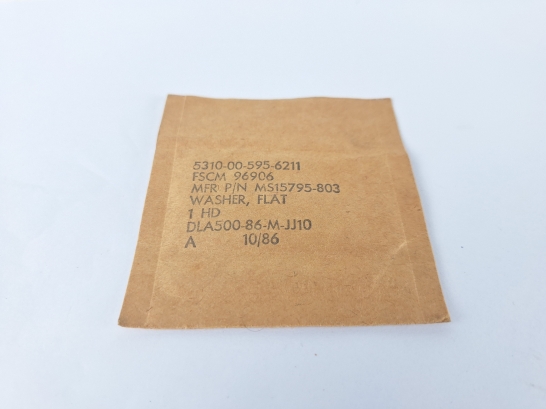 5310-00-595-6211
FSCM 96906
MFR P/N MS15795-803
WASHER, FLAT
1 HD
DLA500-86-M-JJ10
A 10/86